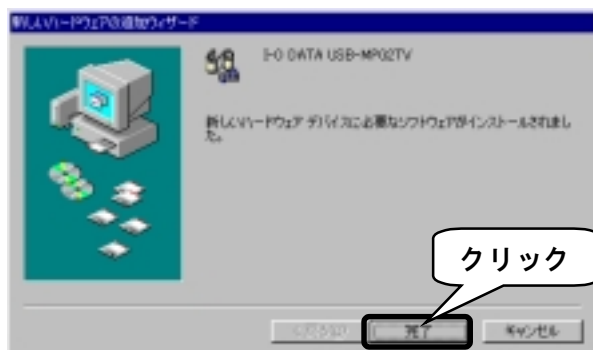 新しいハードウェアの追加ウィザード
I-O DATA USB-MPG2TV
新しいハードウェア デバイスに必要なソフトウェアがインストールされまし
た。
クリック
完了
キャンセル